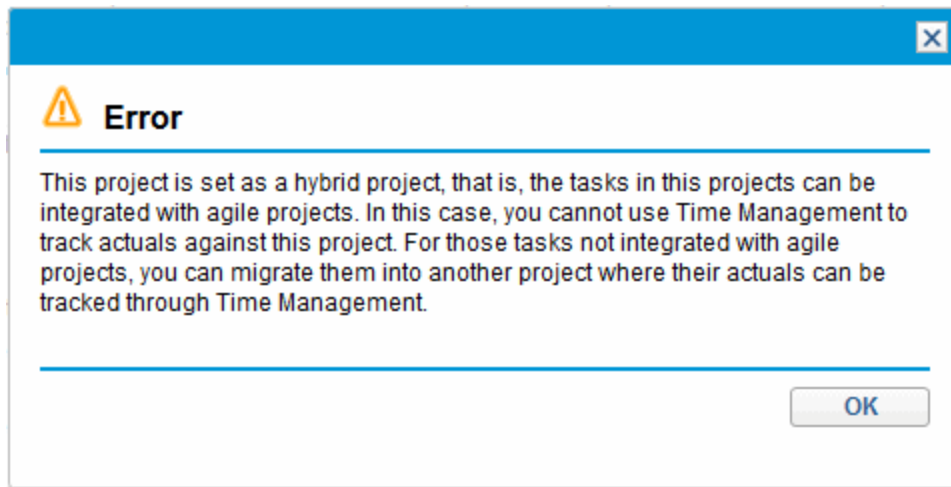 Error
This project is set as a hybrid project, that is, the tasks in this projects can be
integrated with agile projects. In this case, you cannot use Time Management to
track actuals against this project. For those tasks not integrated with agile
projects, you can migrate them into another project where their actuals can be
tracked through Time Management.
OK